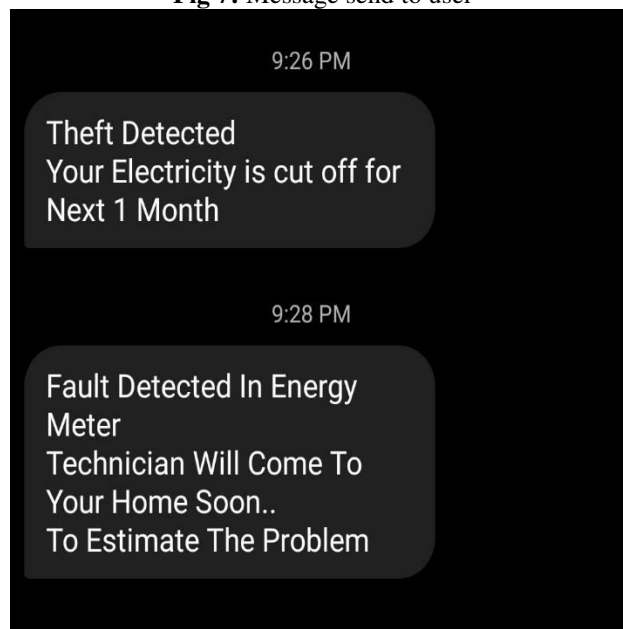 Fig 7: Message send to user
9:26 PM
Theft Detected
Your Electricity is cut off for
Next 1 Month
9:28 PM
Fault Detected In Energy
Meter
Technician Will Come To
Your Home Soon..
To Estimate The Problem